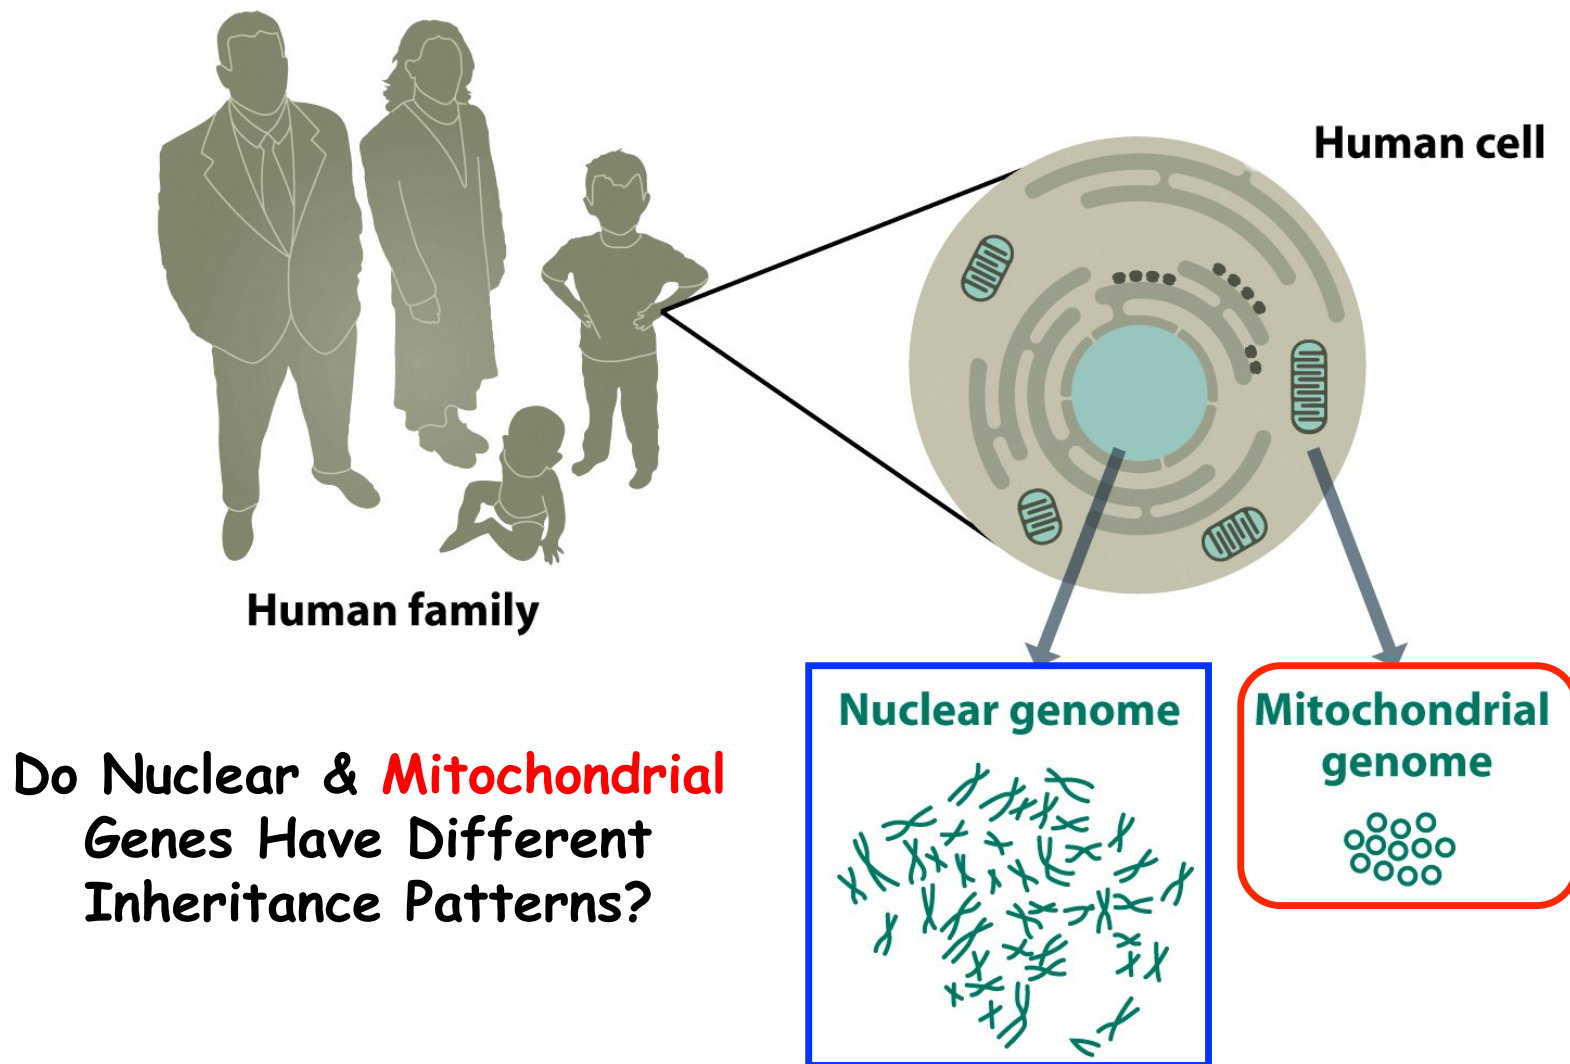 Human cell
Human family
Nuclear genome
Mitochondrial
genome
Do Nuclear & Mitochondrial
Genes Have Different
Inheritance Patterns?